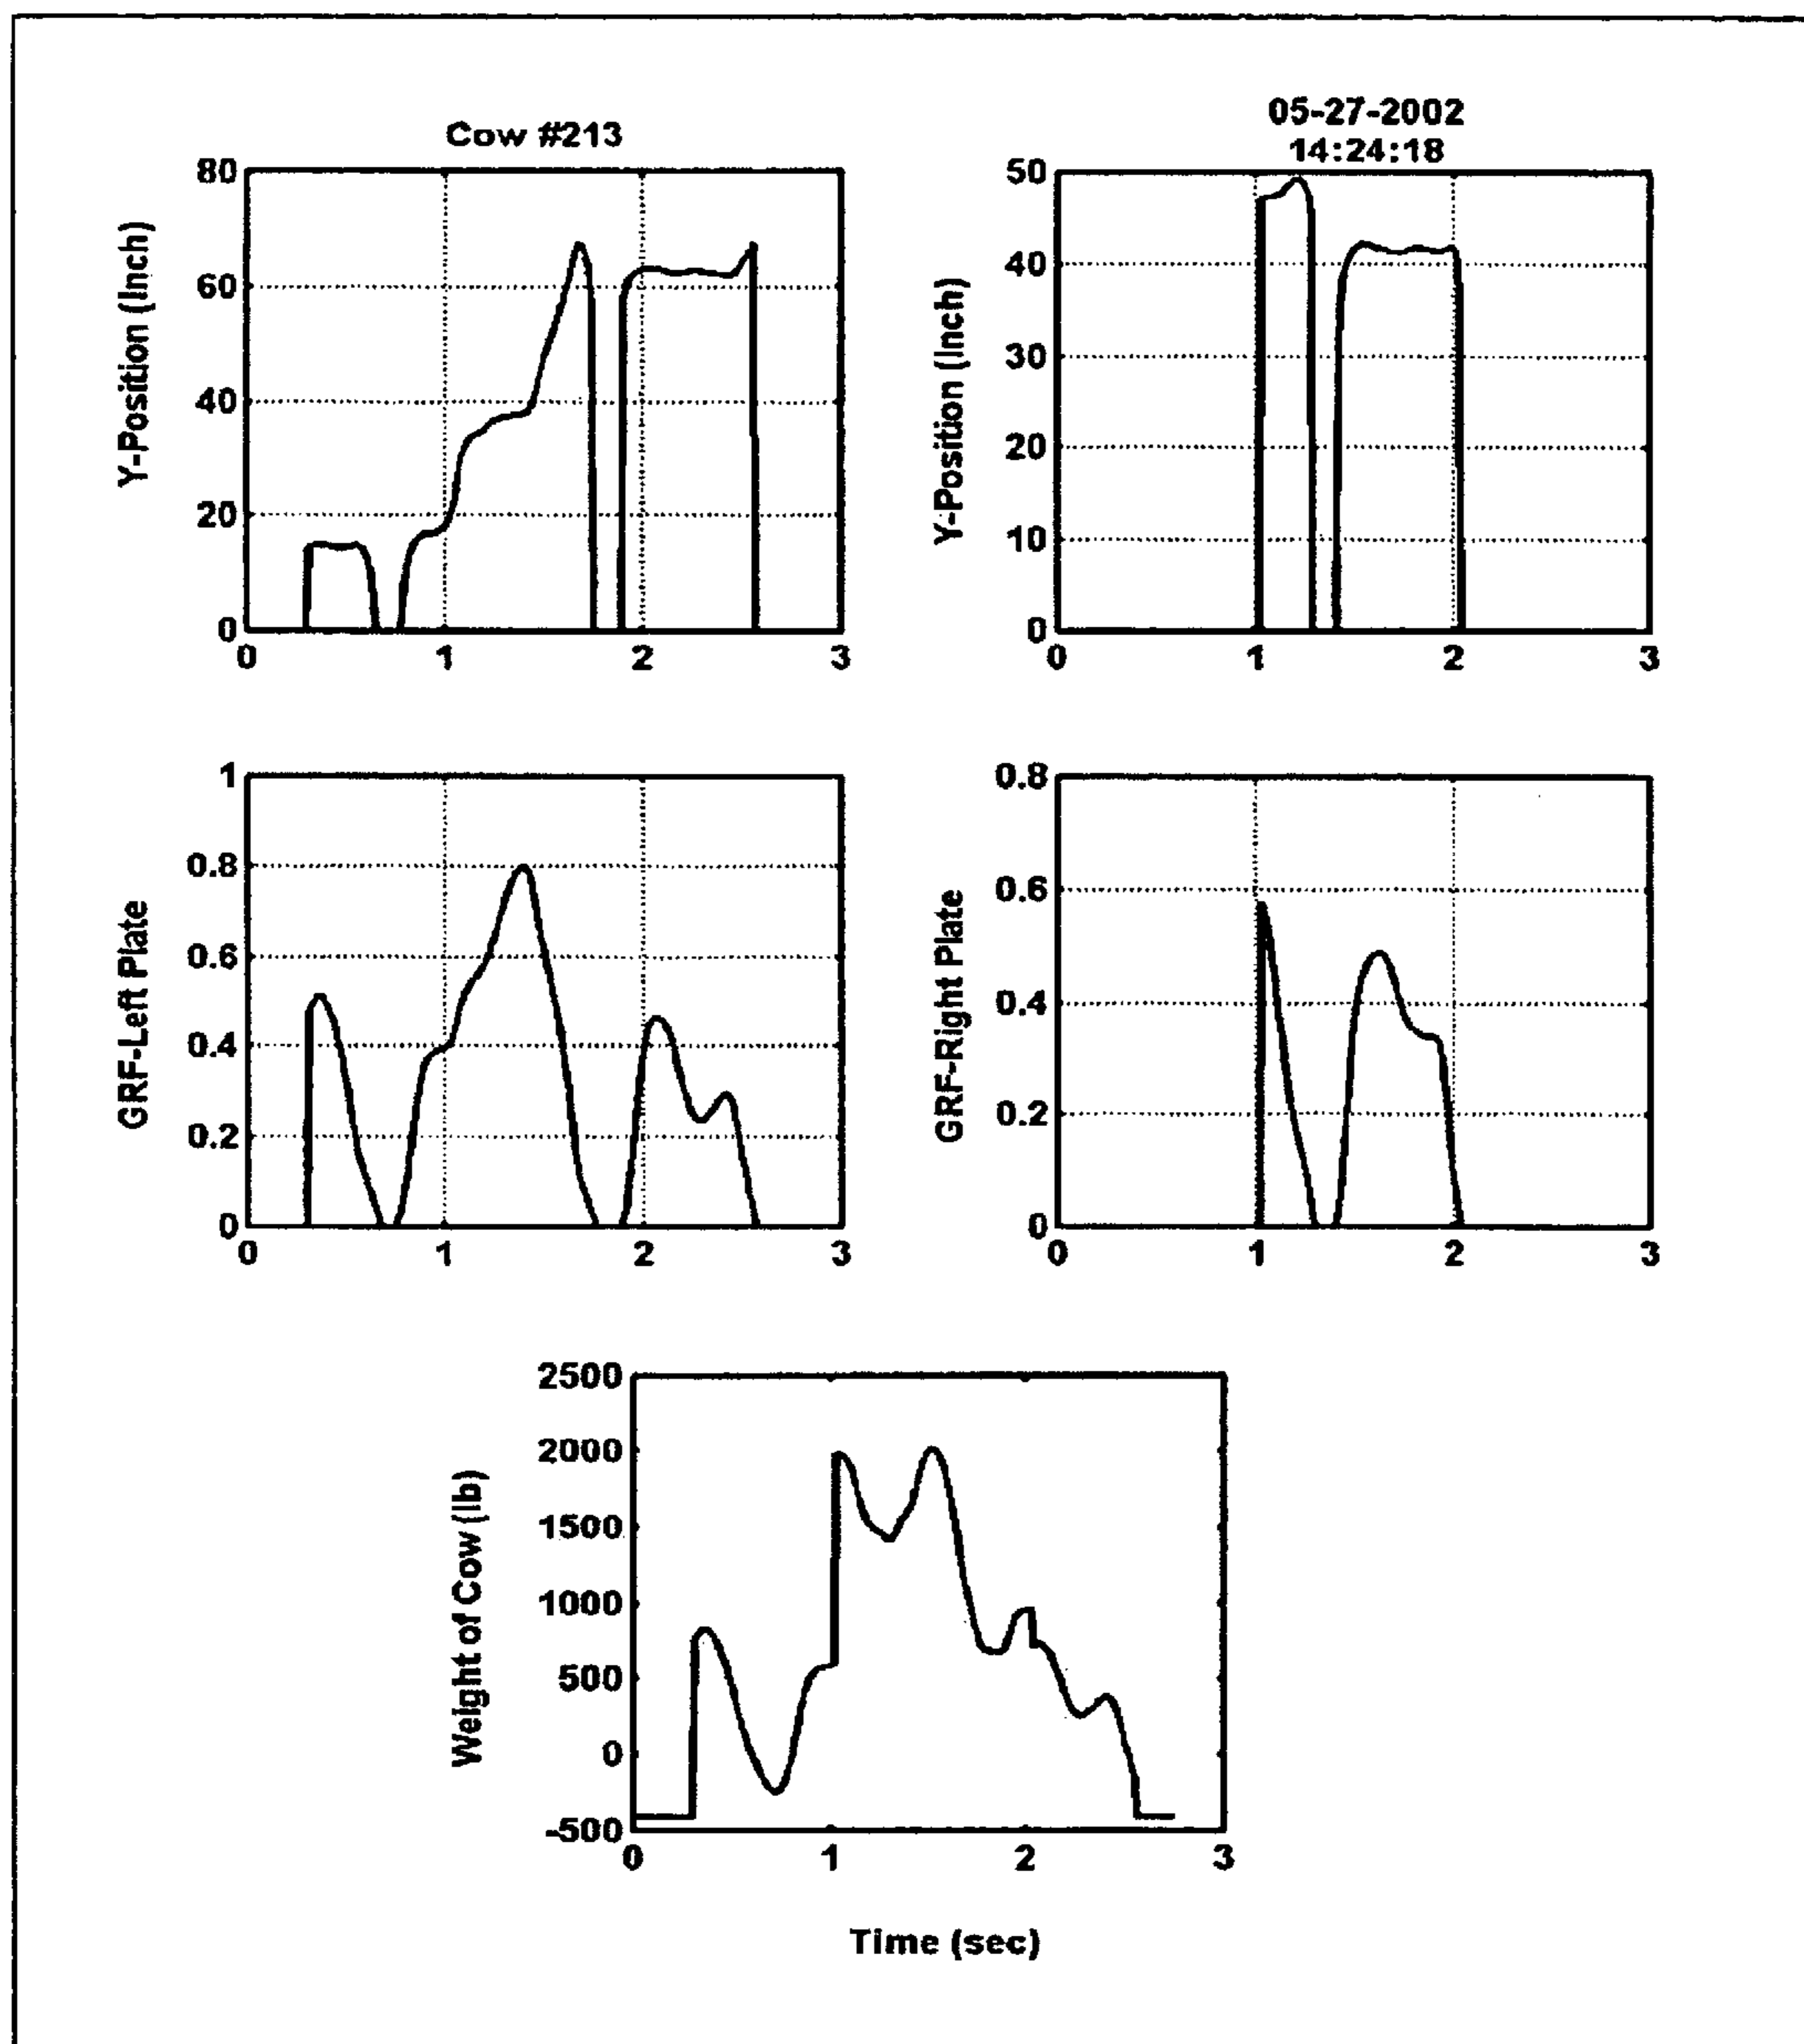 Cow #213
05-27-2002
14:24:18
Y-Position (Inch)
80
60
40
20
0
0 1 2 3
Y-Position (Inch)
50
40
30
20
10
0
0 1 2 3
GRF-Left Plate
1
0.8
0.6
0.4
0.2
0
0 1 2 3
GRF-Right Plate
0.8
0.6
0.4
0.2
0
0 1 2 3
Weight of Cow (lb)
2500
2000
1500
1000
500
0
-500
0 1 2 3
Time (sec)